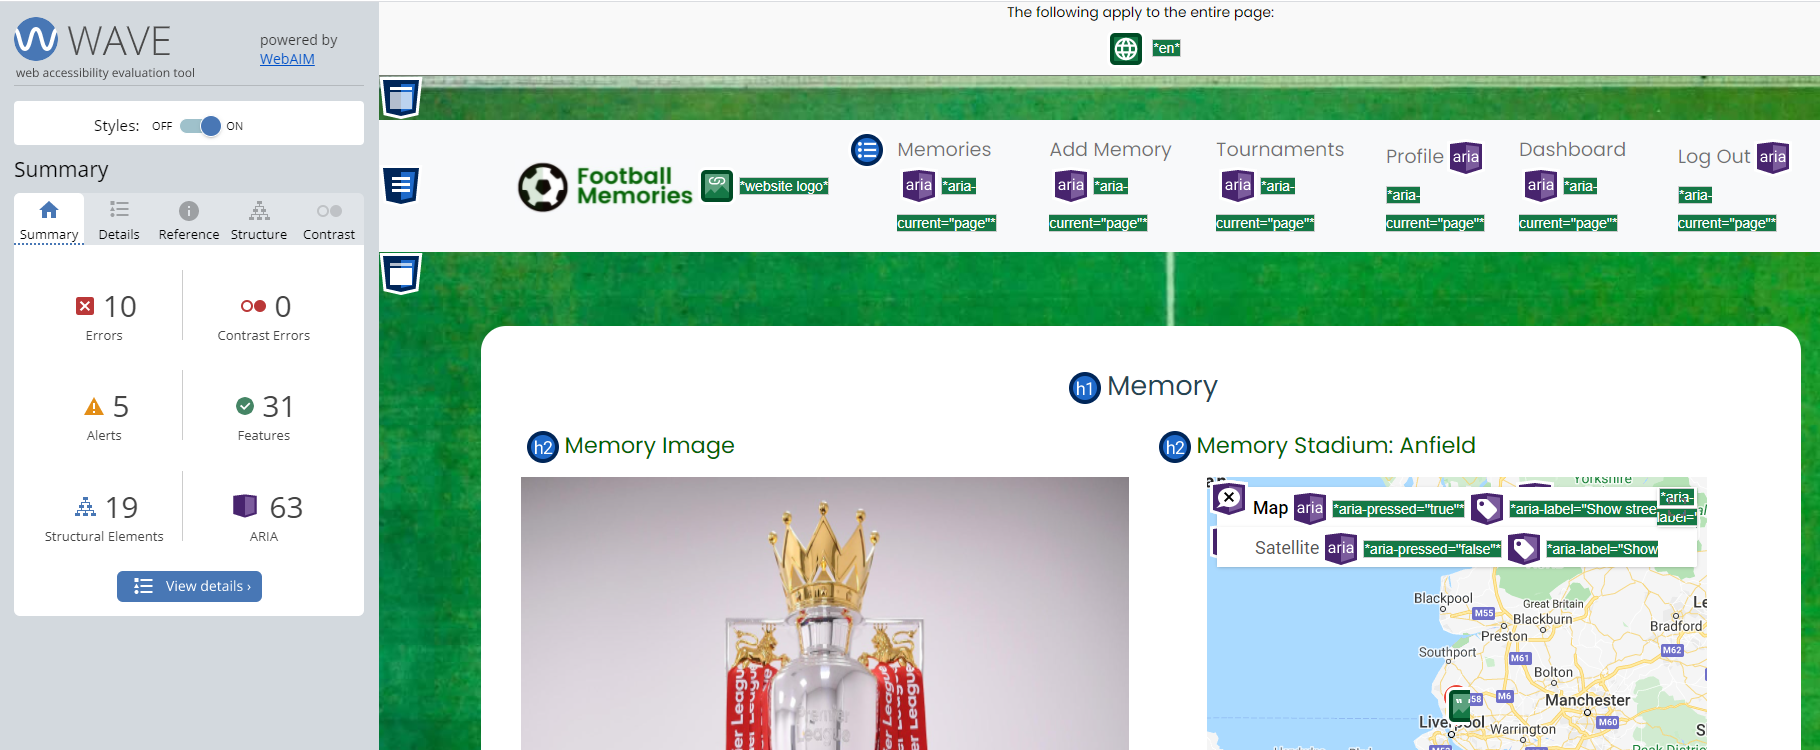 WAVE
web accessibility evaluation tool
powered by
WebAIM
Styles: OFF ON
Summary
Summary Details Reference Structure Contrast
10
Errors
0
Contrast Errors
5
Alerts
31
Features
19
Structural Elements
63
ARIA
View details ›
The following apply to the entire page:
*en*
Football
Memories
*website logo*
Memories
aria *aria-
current="page"*
Add Memory
aria *aria-
current="page"*
Tournaments
aria *aria-
current="page"*
Profile aria
*aria-
current="page"*
Dashboard
aria *aria-
current="page"*
Log Out aria
*aria-
current="page"*
h1 Memory
h2 Memory Image
h2 Memory Stadium: Anfield
Map aria *aria-pressed="true"* *aria-label="Show stree
*aria-
label="
Satellite aria *aria-pressed="false"* *aria-label="Show
Yorkshire
Blackpool
M55
Great Britain
Blackburn
Preston
Bradford
M62
Southport
M61
Bolton
58
M6
Manchester
Liverpool
M60
Warrington
Premier
League